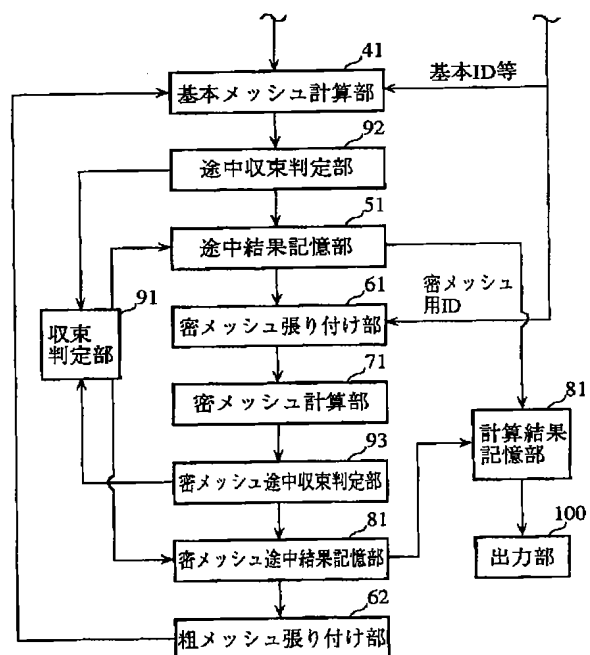 41
基本ID等
基本メッシュ計算部
92
途中収束判定部
51
途中結果記憶部
61
密メッシュ
用ID
91
収束
判定部
密メッシュ張り付け部
71
密メッシュ計算部
81
計算結果
記憶部
93
密メッシュ途中収束判定部
81
密メッシュ途中結果記憶部
100
出力部
62
粗メッシュ張り付け部